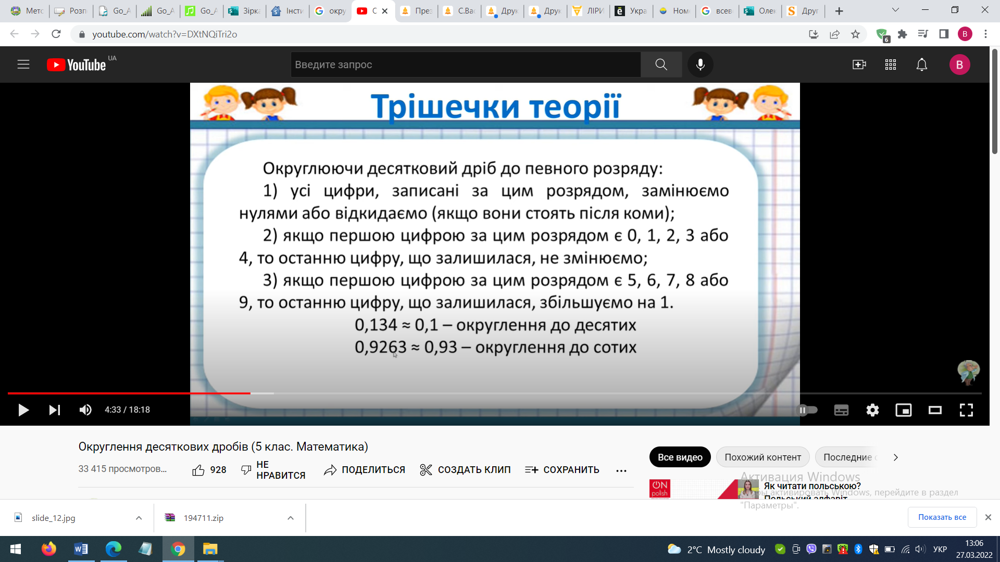 Мето
Розп
Go_A
Go_A
Go_A
Зірка
Інсти
окру
С
През
С.Вас
Друк
Друк
ЛІРИ
Укра
Ном
всев
Олек
Друг
youtube.com/watch?v=DXtNQiTri2o
6
B
YouTube UA
Введите запрос
B
Трішечки теорії
Округлюючи десятковий дріб до певного розряду:
1) усі цифри, записані за цим розрядом, замінюємо
нулями або відкидаємо (якщо вони стоять після коми);
2) якщо першою цифрою за цим розрядом є 0, 1, 2, 3 або
4, то останню цифру, що залишилася, не змінюємо;
3) якщо першою цифрою за цим розрядом є 5, 6, 7, 8 або
9, то останню цифру, що залишилася, збільшуємо на 1.
0,134 ≈ 0,1 – округлення до десятих
0,9263 ≈ 0,93 – округлення до сотих
4:33 / 18:18
Округлення десяткових дробів (5 клас. Математика)
33 415 просмотров...
928
НЕ НРАВИТСЯ
ПОДЕЛИТЬСЯ
СОЗДАТЬ КЛИП
СОХРАНИТЬ
Все видео
Похожий контент
Последние
ON polish
Як читати польською?
Польський алфавіт
Активация Windows
активировать Windows, перейдите в раздел
"Параметры".
slide_12.jpg
194711.zip
Показать все
2°C Mostly cloudy
УКР
13:06
27.03.2022